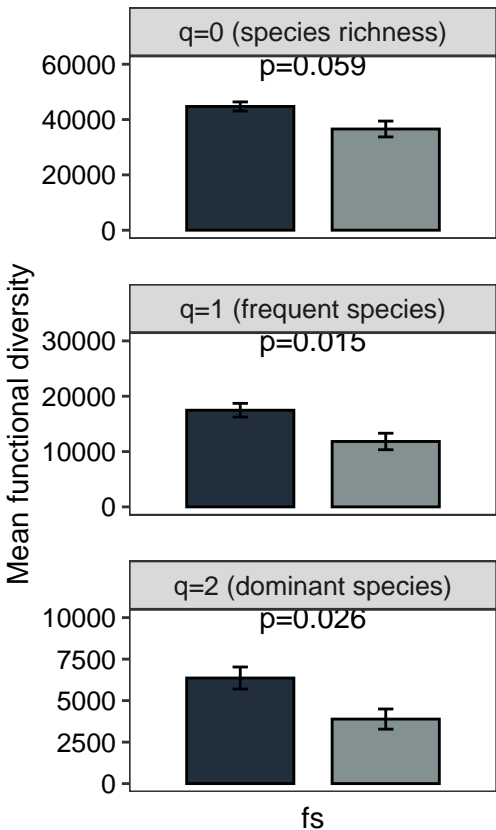 Mean functional diversity
q=0 (species richness)
p=0.059
60000
40000
20000
0
q=1 (frequent species)
p=0.015
30000
20000
10000
0
q=2 (dominant species)
p=0.026
10000
7500
5000
2500
0
fs